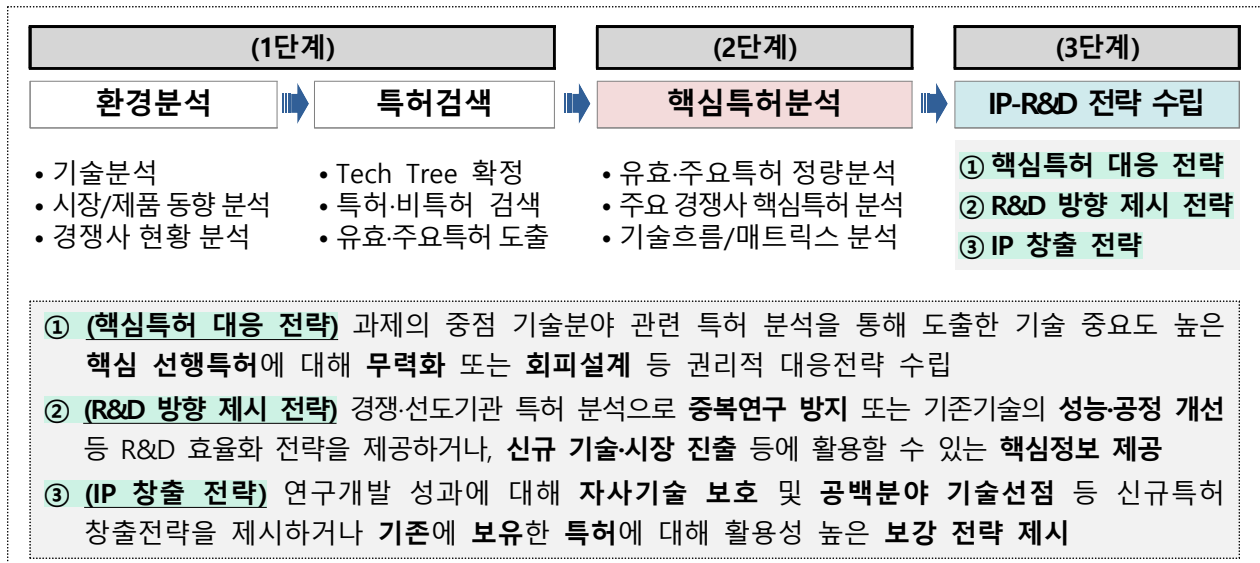 (1단계)
(2단계)
(3단계)
환경분석
특허검색
핵심특허분석
IP-R&D 전략 수립
• 기술분석
• 시장/제품 동향 분석
• 경쟁사 현황 분석
• Tech Tree 확정
• 특허·비특허 검색
• 유효·주요특허 도출
• 유효·주요특허 정량분석
• 주요 경쟁사 핵심특허 분석
• 기술흐름/매트릭스 분석
① 핵심특허 대응 전략
② R&D 방향 제시 전략
③ IP 창출 전략
① (핵심특허 대응 전략) 과제의 중점 기술분야 관련 특허 분석을 통해 도출한 기술 중요도 높은
핵심 선행특허에 대해 무력화 또는 회피설계 등 권리적 대응전략 수립
② (R&D 방향 제시 전략) 경쟁·선도기관 특허 분석으로 중복연구 방지 또는 기존기술의 성능·공정 개선
등 R&D 효율화 전략을 제공하거나, 신규 기술·시장 진출 등에 활용할 수 있는 핵심정보 제공
③ (IP 창출 전략) 연구개발 성과에 대해 자사기술 보호 및 공백분야 기술선점 등 신규특허
창출전략을 제시하거나 기존에 보유한 특허에 대해 활용성 높은 보강 전략 제시